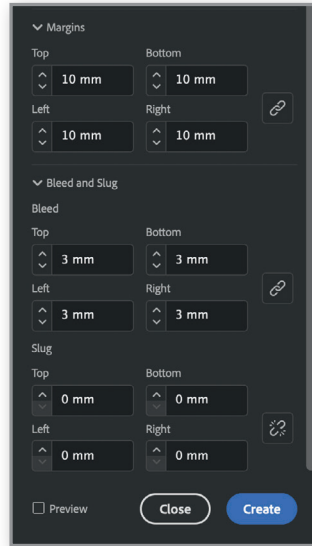 Margins
Top Bottom
10 mm 10 mm
Left Right
10 mm 10 mm
Bleed and Slug
Bleed
Top Bottom
3 mm 3 mm
Left Right
3 mm 3 mm
Slug
Top Bottom
0 mm 0 mm
Left Right
0 mm 0 mm
Preview Close Create